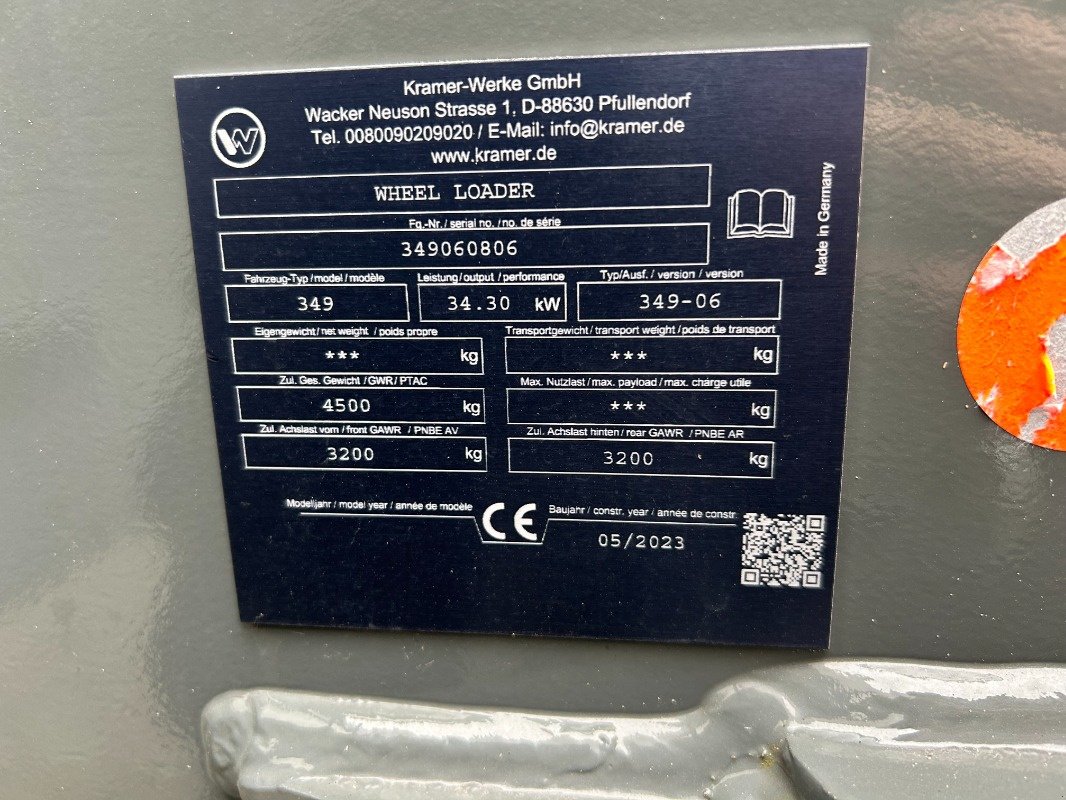 Kramer-Werke GmbH
Wacker Neuson Strasse 1, D-88630 Pfullendorf
Tel. 0080090209020 / E-Mail: info@kramer.de
www.kramer.de
W
WHEEL LOADER
Fg.-Nr. / serial no. / no. de série
349060806
Made in Germany
Fahrzeug-Typ / model / modèle Leistung / output / performance Typ/Ausf. / version / version
349 34.30 kW 349-06
Eigengewicht / net weight / poids propre Transportgewicht / transport weight / poids de transport
*** kg *** kg
Zul. Ges. Gewicht / GWR / PTAC Max. Nutzlast / max. payload / max. charge utile
4500 kg *** kg
Zul. Achslast vorn / front GAWR / PNBE AV Zul. Achslast hinten / rear GAWR / PNBE AR
3200 kg 3200 kg
Modelljahr / model year / année de modèle CE Baujahr / constr. year / année de constr.
05/2023